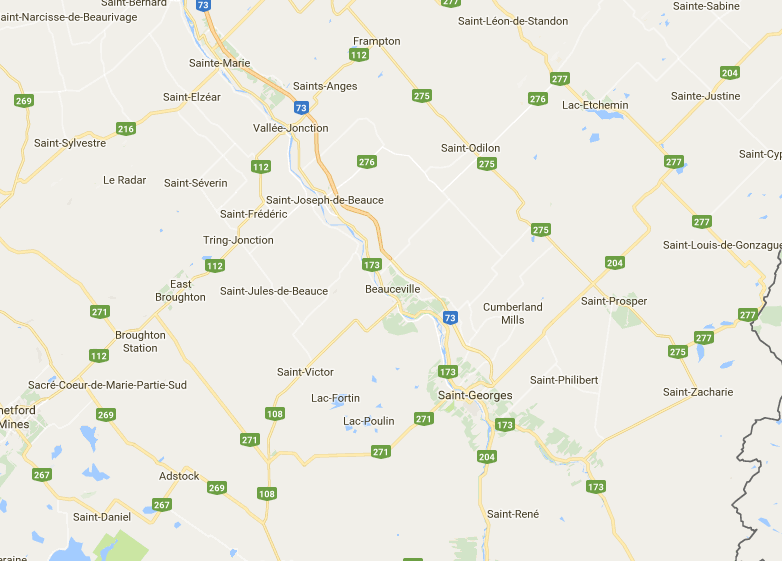 Saint-Bernard
73
277
Sainte-Sabine
aint-Narcisse-de-Beaurivage
Saint-Léon-de-Standon
Frampton
112
Sainte-Marie
277
204
Saints-Anges
Saint-Elzéar
275
276
Sainte-Justine
269
73
Lac-Etchemin
216
Vallée-Jonction
Saint-Sylvestre
Saint-Odilon
112
276
275
277
Saint-Cyp
Le Radar
Saint-Séverin
Saint-Joseph-de-Beauce
Saint-Frédéric
277
275
Tring-Jonction
Saint-Louis-de-Gonzague
112
173
204
East
Broughton
Saint-Jules-de-Beauce
Beauceville
Saint-Prosper
271
Cumberland
Mills
73
277
Broughton
Station
277
112
275
173
Saint-Victor
Sacré-Coeur-de-Marie-Partie-Sud
Saint-Philibert
Lac-Fortin
Saint-Georges
Saint-Zacharie
hetford
Mines
269
108
Lac-Poulin
271
173
271
271
204
267
Adstock
269
108
173
267
Saint-Daniel
Saint-René
eraine